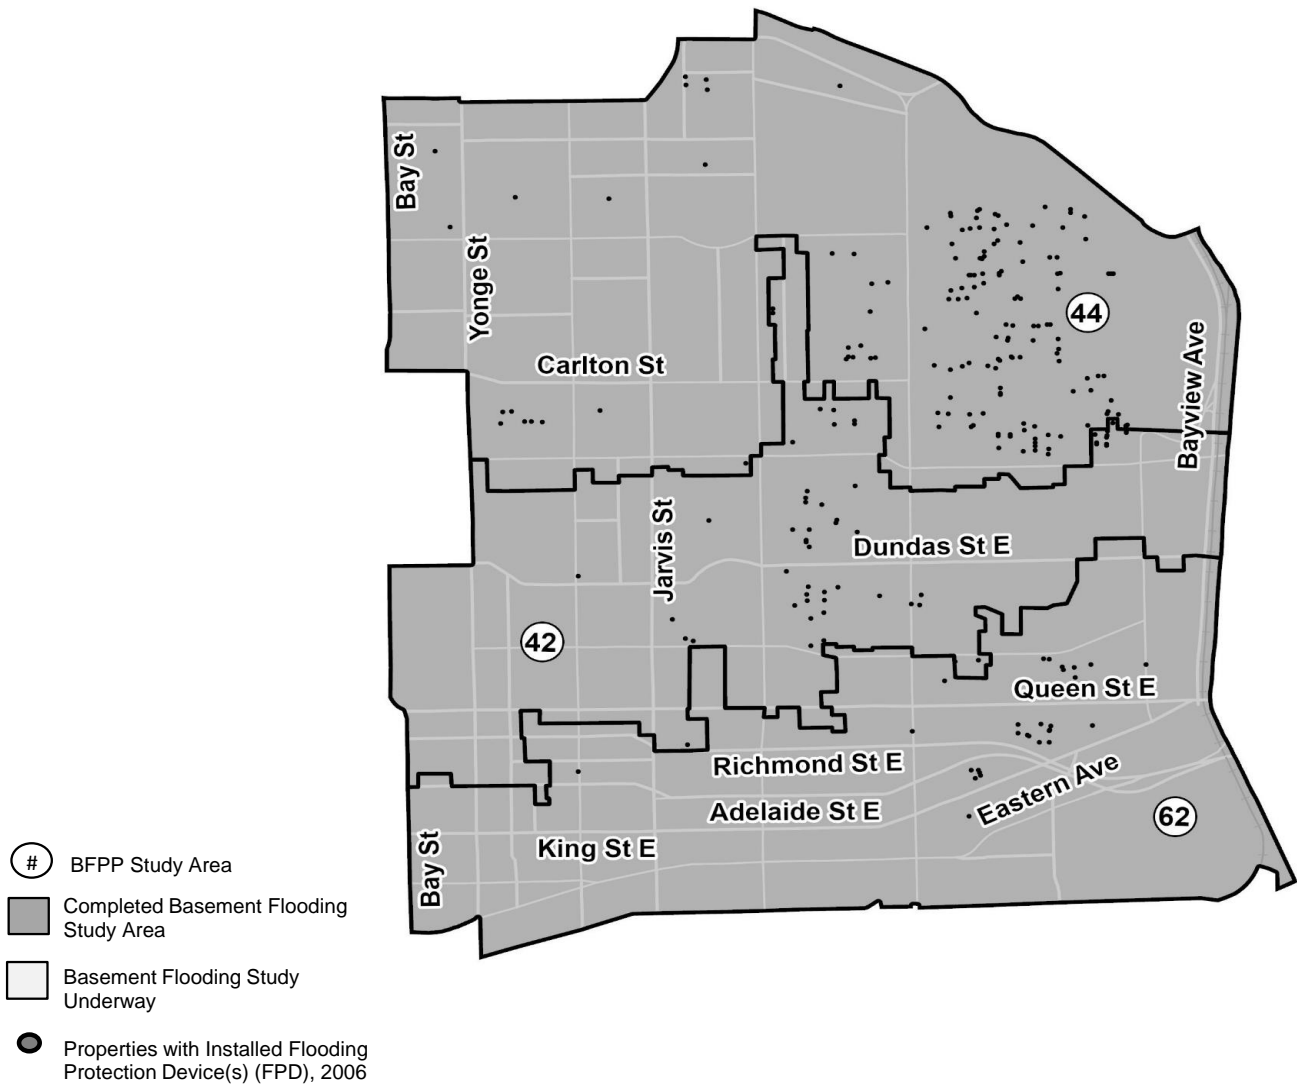 Bay St
Yonge St
44
Carlton St
Bayview Ave
Jarvis St
Dundas St E
42
Queen St E
Richmond St E
Eastern Ave
Adelaide St E
62
King St E
Bay St
# BFPP Study Area
Completed Basement Flooding
Study Area
Basement Flooding Study
Underway
Properties with Installed Flooding
Protection Device(s) (FPD), 2006